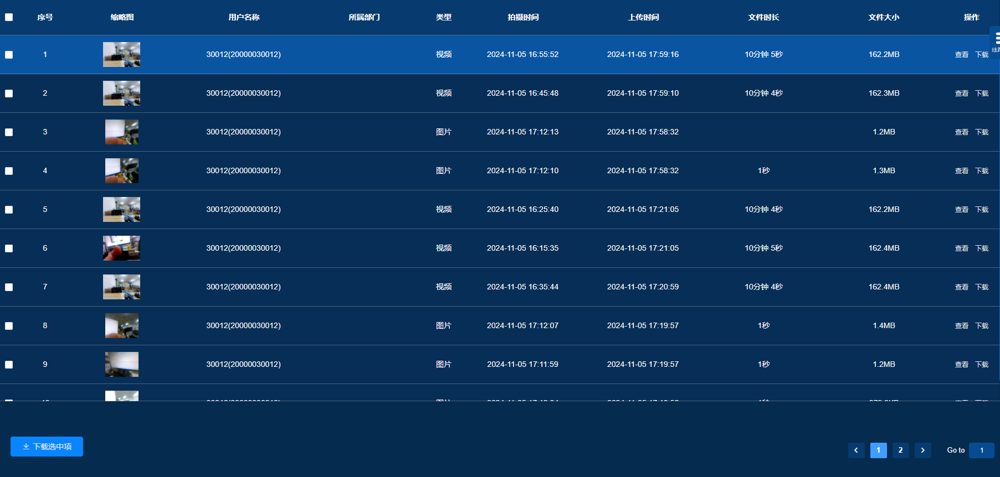 序号 缩略图 用户名称 所属部门 类型 拍摄时间 上传时间 文件时长 文件大小 操作
1 30012(20000030012) 视频 2024-11-05 16:55:52 2024-11-05 17:59:16 10分钟 5秒 162.2MB 查看 下载
2 30012(20000030012) 视频 2024-11-05 16:45:48 2024-11-05 17:59:10 10分钟 4秒 162.3MB 查看 下载
3 30012(20000030012) 图片 2024-11-05 17:12:13 2024-11-05 17:58:32 1.2MB 查看 下载
4 30012(20000030012) 图片 2024-11-05 17:12:10 2024-11-05 17:58:32 1秒 1.3MB 查看 下载
5 30012(20000030012) 视频 2024-11-05 16:25:40 2024-11-05 17:21:05 10分钟 4秒 162.2MB 查看 下载
6 30012(20000030012) 视频 2024-11-05 16:15:35 2024-11-05 17:21:05 10分钟 5秒 162.4MB 查看 下载
7 30012(20000030012) 视频 2024-11-05 16:35:44 2024-11-05 17:20:59 10分钟 4秒 162.4MB 查看 下载
8 30012(20000030012) 图片 2024-11-05 17:12:07 2024-11-05 17:19:57 1秒 1.4MB 查看 下载
9 30012(20000030012) 图片 2024-11-05 17:11:59 2024-11-05 17:19:57 1秒 1.2MB 查看 下载
下载选中项
1 2 Go to 1